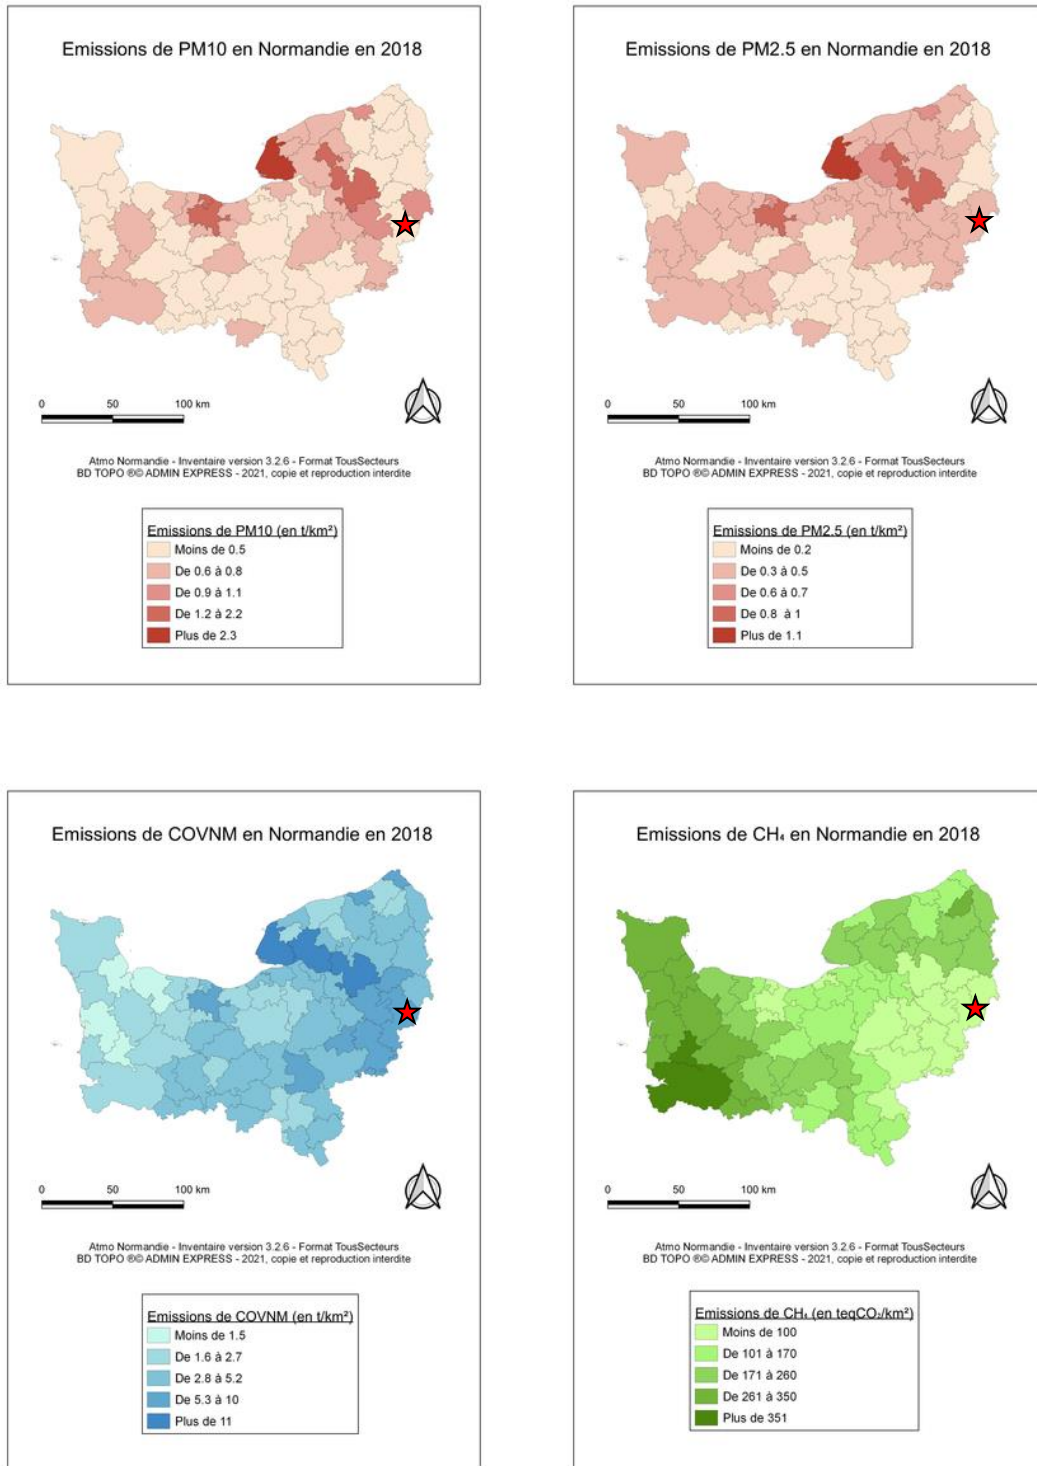 Emissions de PM10 en Normandie en 2018
0 50 100 km
Atmo Normandie - Inventaire version 3.2.6 - Format TousSecteurs
BD TOPO ®© ADMIN EXPRESS - 2021, copie et reproduction interdite
Emissions de PM10 (en t/km²)
Moins de 0.5
De 0.6 à 0.8
De 0.9 à 1.1
De 1.2 à 2.2
Plus de 2.3
Emissions de PM2.5 en Normandie en 2018
0 50 100 km
Atmo Normandie - Inventaire version 3.2.6 - Format TousSecteurs
BD TOPO ®© ADMIN EXPRESS - 2021, copie et reproduction interdite
Emissions de PM2.5 (en t/km²)
Moins de 0.2
De 0.3 à 0.5
De 0.6 à 0.7
De 0.8 à 1
Plus de 1.1
Emissions de COVNM en Normandie en 2018
0 50 100 km
Atmo Normandie - Inventaire version 3.2.6 - Format TousSecteurs
BD TOPO ®© ADMIN EXPRESS - 2021, copie et reproduction interdite
Emissions de COVNM (en t/km²)
Moins de 1.5
De 1.6 à 2.7
De 2.8 à 5.2
De 5.3 à 10
Plus de 11
Emissions de CH₄ en Normandie en 2018
0 50 100 km
Atmo Normandie - Inventaire version 3.2.6 - Format TousSecteurs
BD TOPO ®© ADMIN EXPRESS - 2021, copie et reproduction interdite
Emissions de CH₄ (en teqCO₂/km²)
Moins de 100
De 101 à 170
De 171 à 260
De 261 à 350
Plus de 351